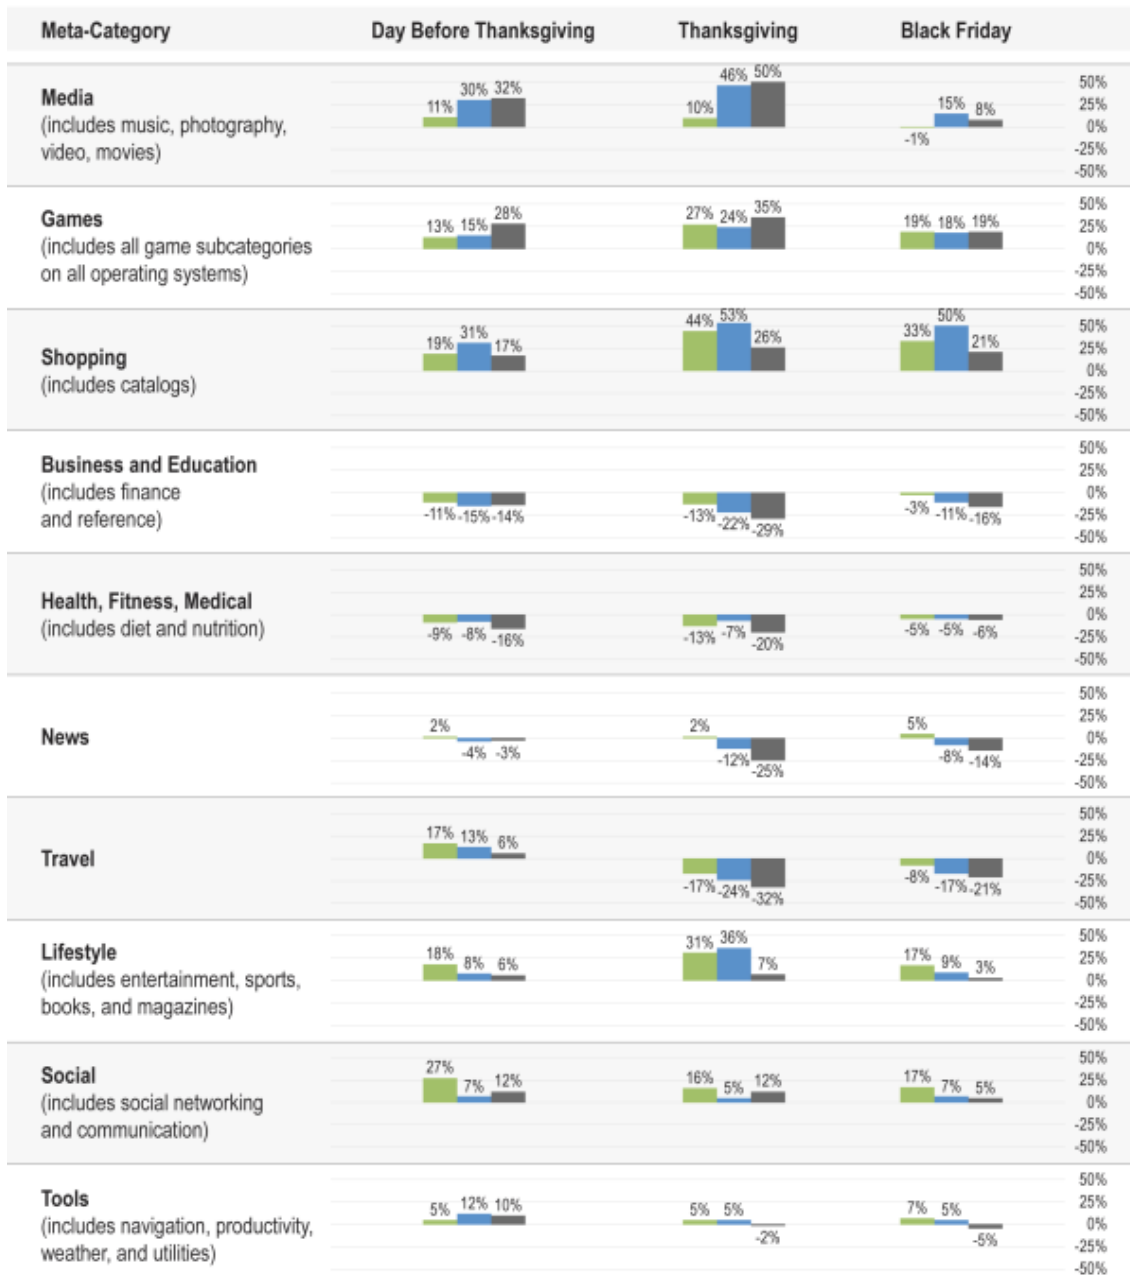 Meta-Category Day Before Thanksgiving Thanksgiving Black Friday
Media
(includes music, photography,
video, movies)
11% 30% 32%
10% 46% 50%
-1% 15% 8%
50%
25%
0%
-25%
-50%
Games
(includes all game subcategories
on all operating systems)
13% 15% 28%
27% 24% 35%
19% 18% 19%
50%
25%
0%
-25%
-50%
Shopping
(includes catalogs)
19% 31% 17%
44% 53% 26%
33% 50% 21%
50%
25%
0%
-25%
-50%
Business and Education
(includes finance
and reference)
-11% -15% -14%
-13% -22% -29%
-3% -11% -16%
50%
25%
0%
-25%
-50%
Health, Fitness, Medical
(includes diet and nutrition)
-9% -8% -16%
-13% -7% -20%
-5% -5% -6%
50%
25%
0%
-25%
-50%
News
2% -4% -3%
2% -12% -25%
5% -8% -14%
50%
25%
0%
-25%
-50%
Travel
17% 13% 6%
-17% -24% -32%
-8% -17% -21%
50%
25%
0%
-25%
-50%
Lifestyle
(includes entertainment, sports,
books, and magazines)
18% 8% 6%
31% 36% 7%
17% 9% 3%
50%
25%
0%
-25%
-50%
Social
(includes social networking
and communication)
27% 7% 12%
16% 5% 12%
17% 7% 5%
50%
25%
0%
-25%
-50%
Tools
(includes navigation, productivity,
weather, and utilities)
5% 12% 10%
5% 5% -2%
7% 5% -5%
50%
25%
0%
-25%
-50%